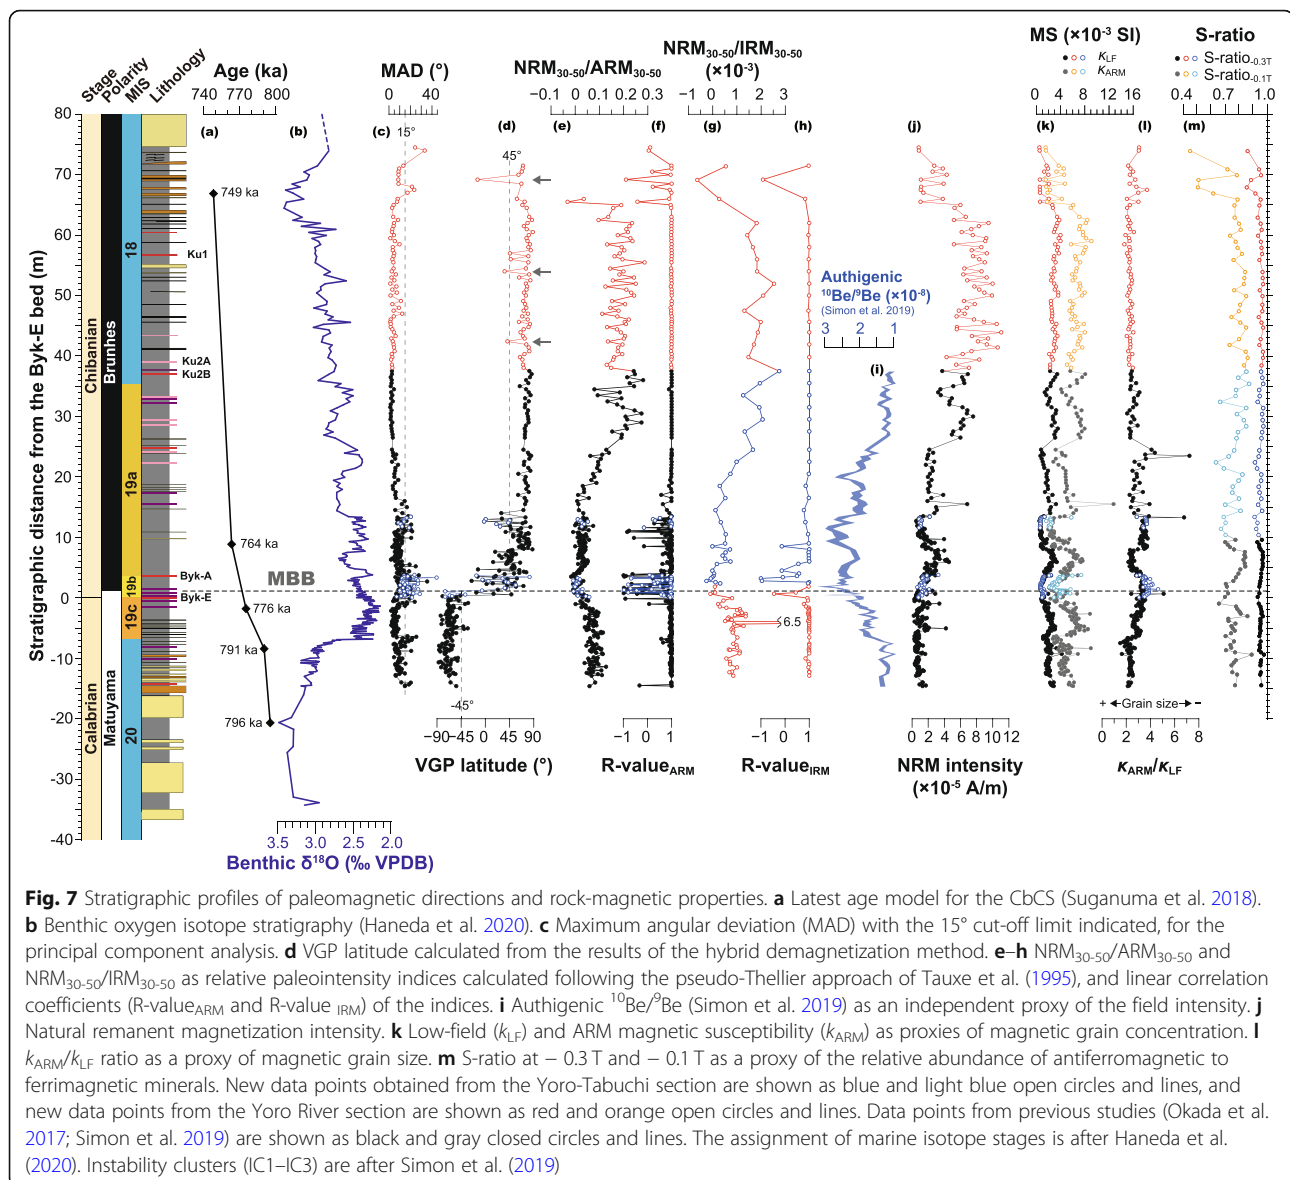 Stage
Polarity
MIS
Lithology
Age (ka)
740 770 800
MAD (°)
0 40
NRM30-50/ARM30-50
−0.1 0 0.1 0.2 0.3
NRM30-50/IRM30-50
(×10-3)
−1 0 1 2 3
MS (×10-3 SI)
κLF
κARM
0 4 8 12 16
S-ratio
S-ratio-0.3T
S-ratio-0.1T
0.4 0.7 1.0
(a) (b) (c) 15° (d) (e) (f) (g) (h) (j) (k) (l) (m)
45°
Stratigraphic distance from the Byk-E bed (m)
80
70
60
50
40
30
20
10
0
-10
-20
-30
-40
Chibanian
Calabrian
Brunhes
Matuyama
18
19a
19b
19c
20
Ku1
Ku2A
Ku2B
Byk-A
Byk-E
749 ka
764 ka
776 ka
791 ka
796 ka
MBB
Authigenic
10Be/9Be (×10-8)
(Simon et al. 2019)
3 2 1
(i)
6.5
-45°
+ Grain size −
3.5 3.0 2.5 2.0
Benthic δ18O (‰ VPDB)
−90 −45 0 45 90
VGP latitude (°)
−1 0 1
R-valueARM
−1 0 1
R-valueIRM
0 2 4 6 8 10 12
NRM intensity
(×10-5 A/m)
0 2 4 6 8
κARM/κLF
Fig. 7 Stratigraphic profiles of paleomagnetic directions and rock-magnetic properties. a Latest age model for the CbCS (Suganuma et al. 2018).
b Benthic oxygen isotope stratigraphy (Haneda et al. 2020). c Maximum angular deviation (MAD) with the 15° cut-off limit indicated, for the
principal component analysis. d VGP latitude calculated from the results of the hybrid demagnetization method. e–h NRM30-50/ARM30-50 and
NRM30-50/IRM30-50 as relative paleointensity indices calculated following the pseudo-Thellier approach of Tauxe et al. (1995), and linear correlation
coefficients (R-valueARM and R-value IRM) of the indices. i Authigenic 10Be/9Be (Simon et al. 2019) as an independent proxy of the field intensity. j
Natural remanent magnetization intensity. k Low-field (kLF) and ARM magnetic susceptibility (kARM) as proxies of magnetic grain concentration. l
kARM/kLF ratio as a proxy of magnetic grain size. m S-ratio at − 0.3 T and − 0.1 T as a proxy of the relative abundance of antiferromagnetic to
ferrimagnetic minerals. New data points obtained from the Yoro-Tabuchi section are shown as blue and light blue open circles and lines, and
new data points from the Yoro River section are shown as red and orange open circles and lines. Data points from previous studies (Okada et al.
2017; Simon et al. 2019) are shown as black and gray closed circles and lines. The assignment of marine isotope stages is after Haneda et al.
(2020). Instability clusters (IC1–IC3) are after Simon et al. (2019)